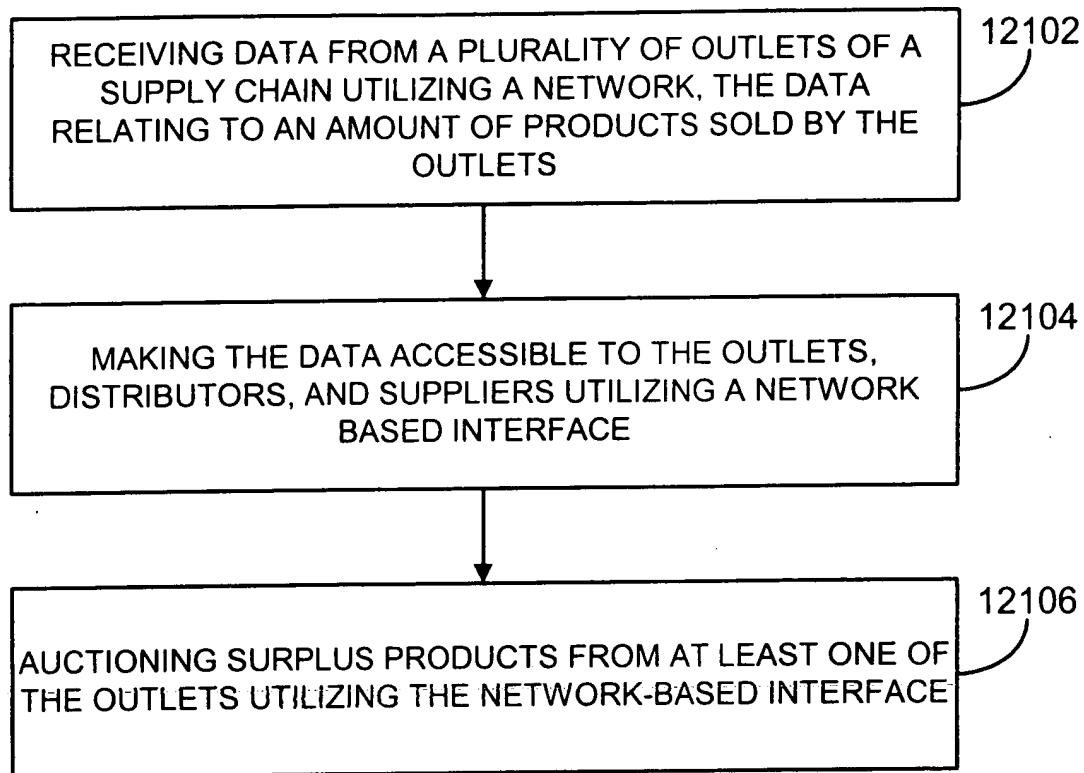 RECEIVING DATA FROM A PLURALITY OF OUTLETS OF A
SUPPLY CHAIN UTILIZING A NETWORK, THE DATA
RELATING TO AN AMOUNT OF PRODUCTS SOLD BY THE
OUTLETS
12102
MAKING THE DATA ACCESSIBLE TO THE OUTLETS,
DISTRIBUTORS, AND SUPPLIERS UTILIZING A NETWORK
BASED INTERFACE
12104
AUCTIONING SURPLUS PRODUCTS FROM AT LEAST ONE OF
THE OUTLETS UTILIZING THE NETWORK-BASED INTERFACE
12106